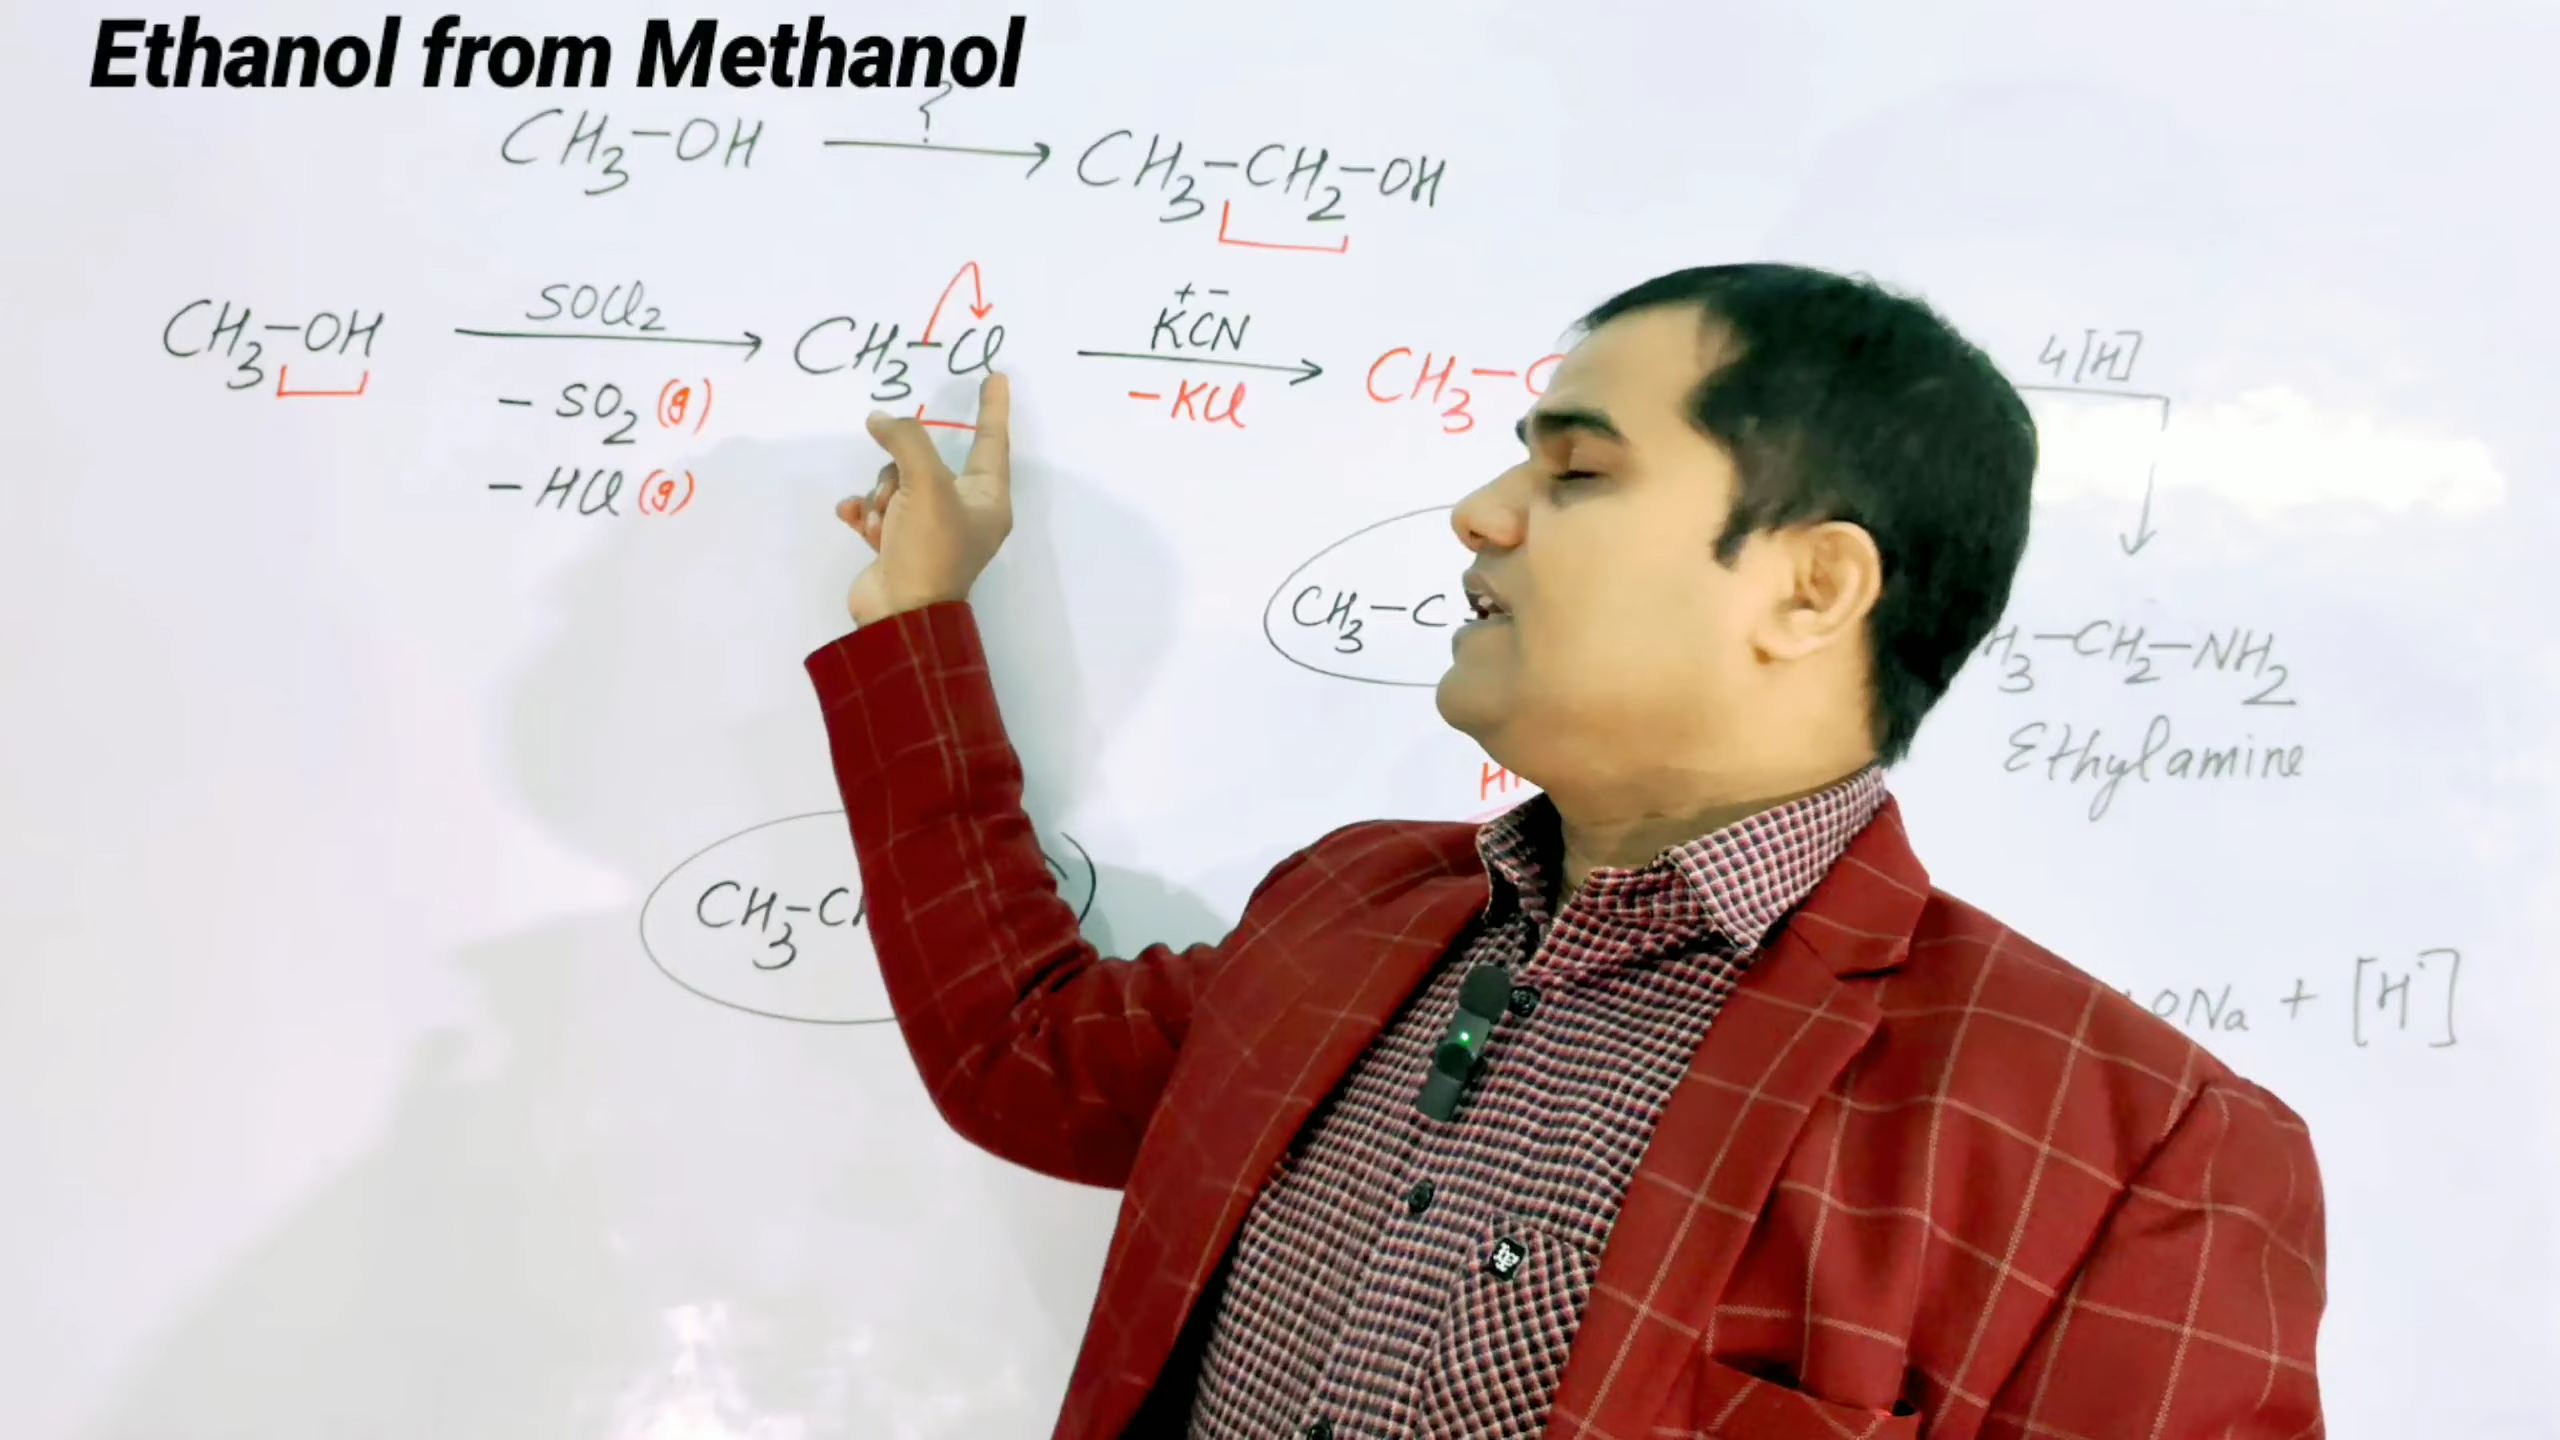 Ethanol from Methanol
?
CH3-OH → CH3-CH2-OH
CH3-OH SOCl2 → CH3-Cl K+CN- → CH3-C 4[H]
- SO2 (g) - KCl
- HCl (g)
CH3-C
H3-CH2-NH2
Ethylamine
CH3-C
ONa + [H]